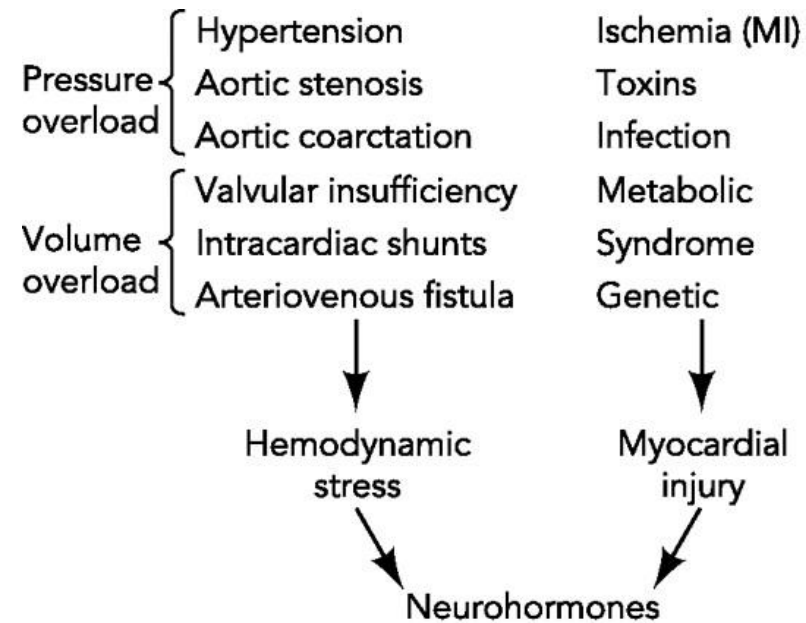 Pressure
overload
Hypertension
Aortic stenosis
Aortic coarctation
Volume
overload
Valvular insufficiency
Intracardiac shunts
Arteriovenous fistula
Ischemia (MI)
Toxins
Infection
Metabolic
Syndrome
Genetic
Hemodynamic
stress
Myocardial
injury
Neurohormones